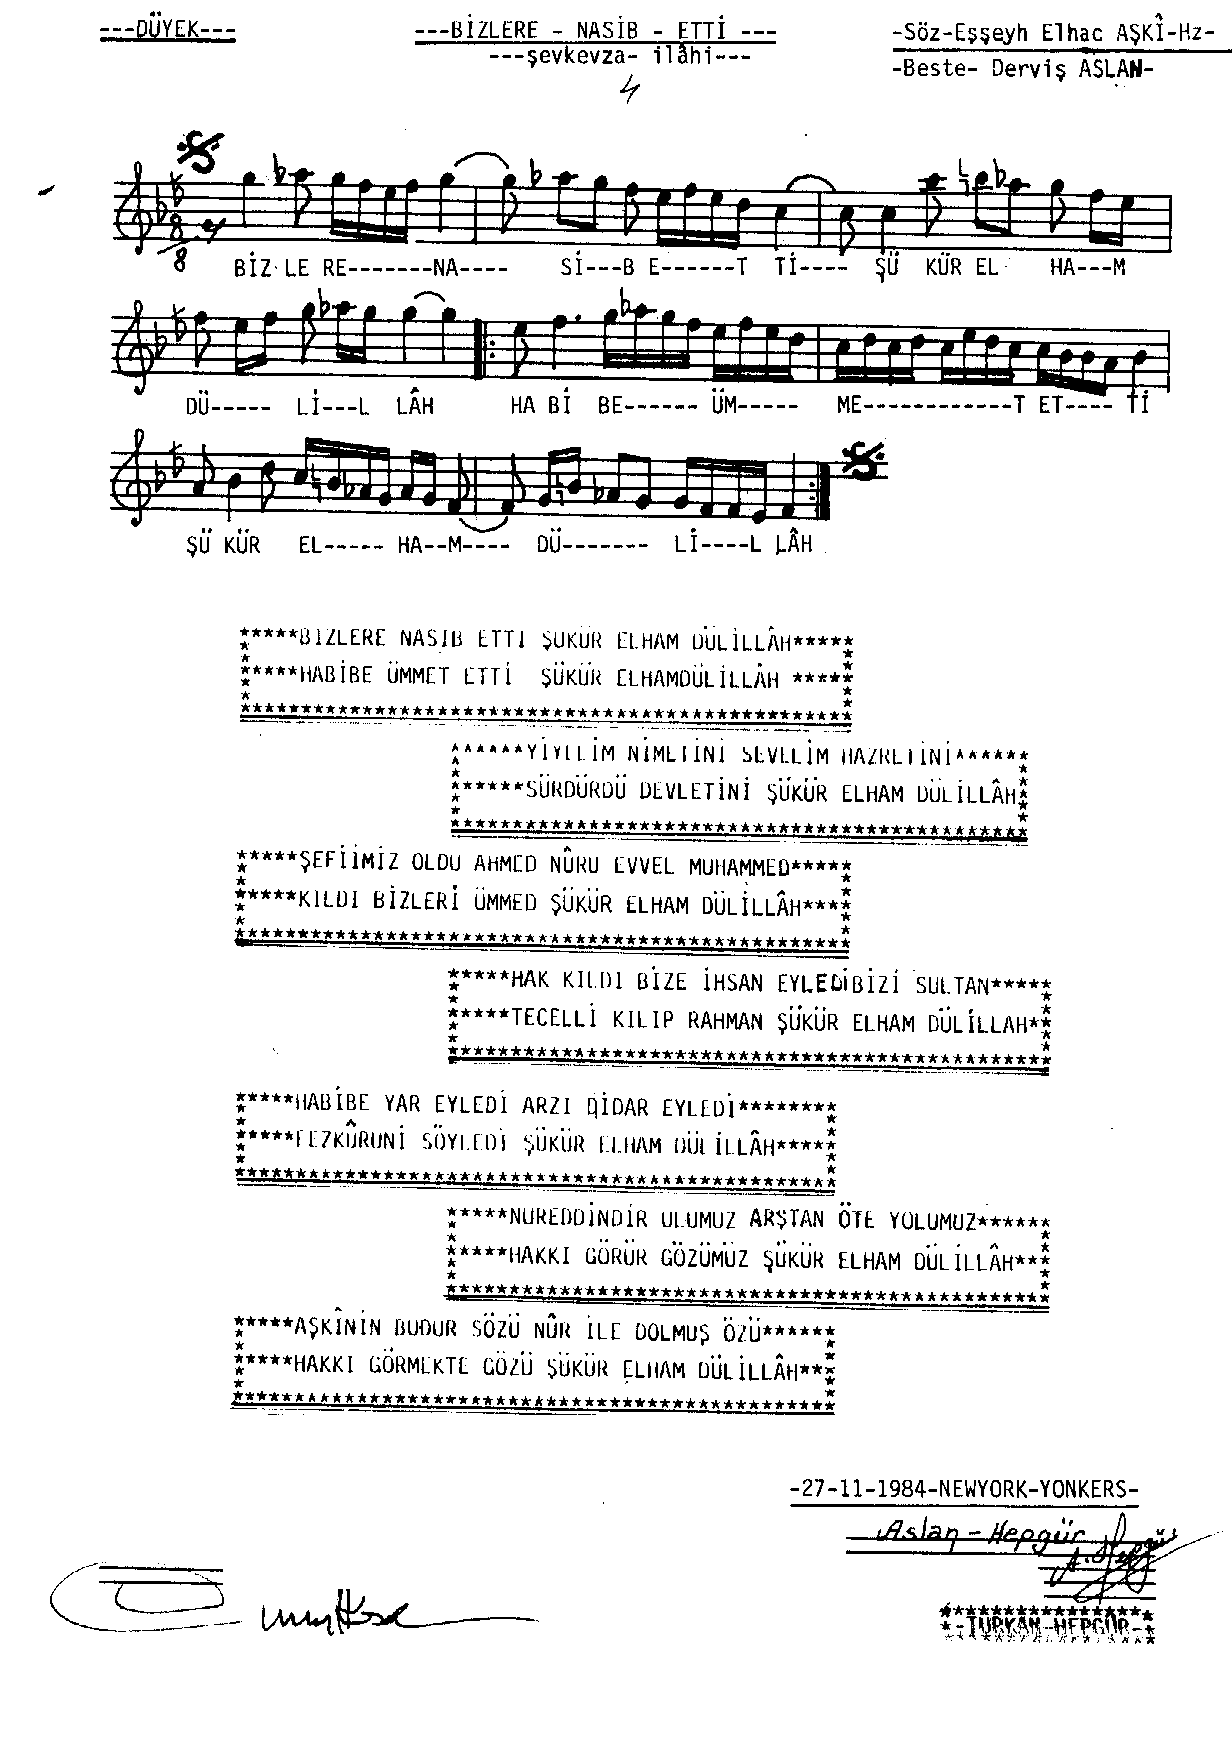 ---DÜYEK---
---BİZLERE - NASİB - ETTİ ---
---şevkevza- ilâhi---
-Söz-Eşşeyh Elhac AŞKÎ-Hz-
-Beste- Derviş ASLAN-
4
8
8
BİZ LE RE-------NA---- Sİ---B E------T Tİ---- ŞÜ KÜR EL HA---M
DÜ----- Lİ---L LÂH HA Bİ BE------ ÜM----- ME------------T ET---- Tİ
ŞÜ KÜR EL----- HA--M---- DÜ------- Lİ----L LÂH
*****BİZLERE NASİB ETTİ ŞÜKÜR ELHAM DÜLİLLÂH*****
*****HABİBE ÜMMET ETTİ ŞÜKÜR ELHAMDÜLİLLÂH *****
******YİYELİM NİMETİNİ SEVELİM HAZRETİNİ******
******SÜRDÜRDÜ DEVLETİNİ ŞÜKÜR ELHAM DÜLİLLÂH
*****ŞEFİİMİZ OLDU AHMED NÛRU EVVEL MUHAMMED*****
*****KILDI BİZLERİ ÜMMED ŞÜKÜR ELHAM DÜLİLLÂH****
*****HAK KILDI BİZE İHSAN EYLEDİBİZİ SULTAN*****
*****TECELLİ KILIP RAHMAN ŞÜKÜR ELHAM DÜLİLLAH**
*****HABİBE YAR EYLEDİ ARZI DİDAR EYLEDİ********
*****FEZKÛRUNİ SÖYLEDİ ŞÜKÜR ELHAM DÜLİLLÂH*****
*****NUREDDİNDİR ULUMUZ ARŞTAN ÖTE YOLUMUZ******
*****HAKKI GÖRÜR GÖZÜMÜZ ŞÜKÜR ELHAM DÜLİLLÂH***
*****AŞKÎNİN BUDUR SÖZÜ NÛR İLE DOLMUŞ ÖZÜ******
*****HAKKI GÖRMEKTE GÖZÜ ŞÜKÜR ELHAM DÜLİLLÂH***
-27-11-1984-NEWYORK-YONKERS-
Aslan-Hepgür
A. Hepgür
-TÜRKAN-HEPGÜR-